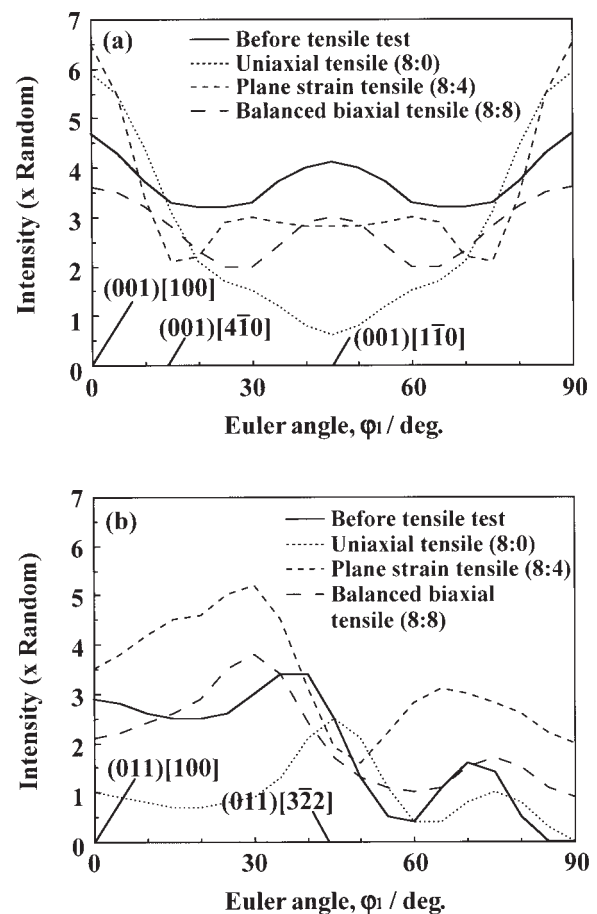 (a)
Before tensile test
Uniaxial tensile (8:0)
Plane strain tensile (8:4)
Balanced biaxial tensile (8:8)
Intensity (x Random)
7
6
5
4
3
2
1
0
(001)[100]
(001)[41̄0]
(001)[11̄0]
0
30
60
90
Euler angle, φ1 / deg.
(b)
Before tensile test
Uniaxial tensile (8:0)
Plane strain tensile (8:4)
Balanced biaxial
tensile (8:8)
Intensity (x Random)
7
6
5
4
3
2
1
0
(011)[100]
(011)[32̄2]
0
30
60
90
Euler angle, φ1 / deg.